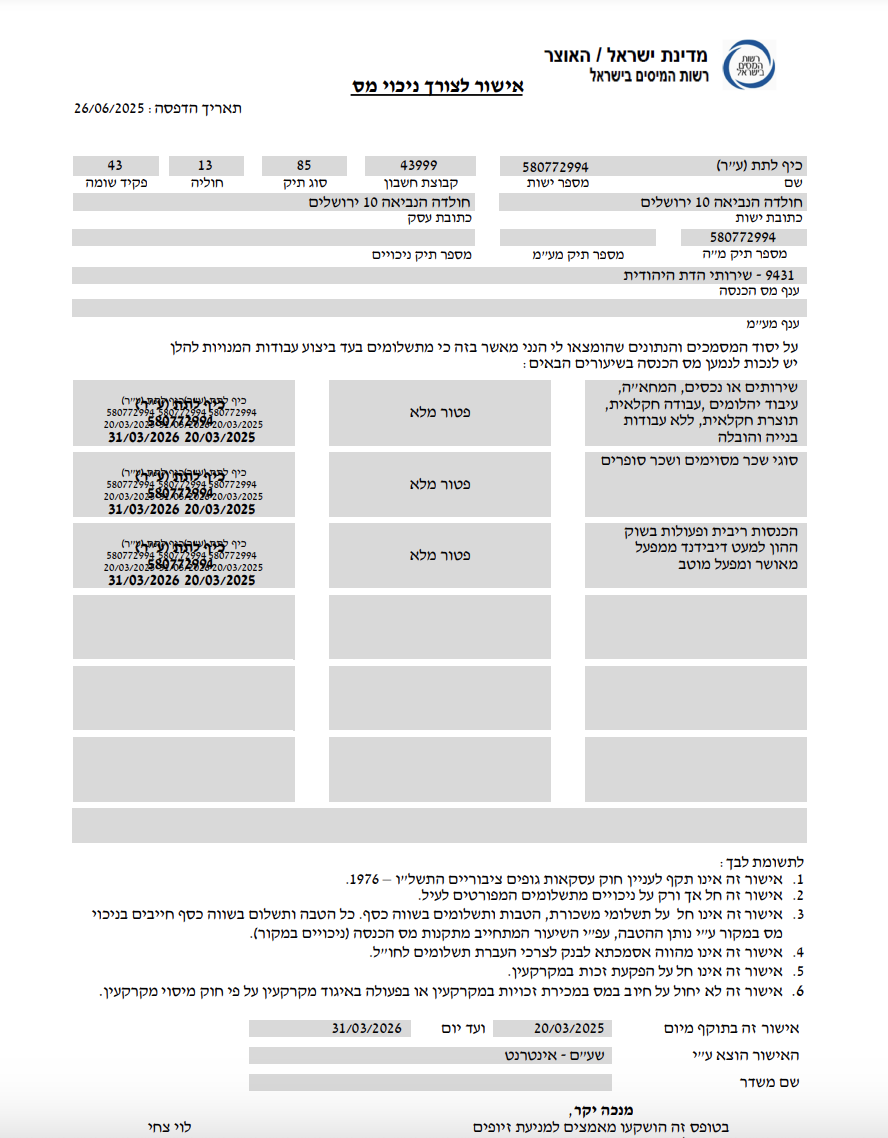 מדינת ישראל / האוצר
רשות המיסים בישראל
רשות
המסים
בישראל
אישור לצורך ניכוי מס
תאריך הדפסה : 26/06/2025
כיף לתת (ע"ר) 580772994 43999 85 13 43
שם מספר ישות קבוצת חשבון סוג תיק חוליה פקיד שומה
חולדה הנביאה 10 ירושלים חולדה הנביאה 10 ירושלים
כתובת ישות כתובת עסק
580772994
מספר תיק מ"ה מספר תיק מע"מ מספר תיק ניכויים
9431 - שירותי הדת היהודית
ענף מס הכנסה
ענף מע"מ
על יסוד המסמכים והנתונים שהומצאו לי הנני מאשר בזה כי מתשלומים בעד ביצוע עבודות המנויות להלן
יש לנכות לנמען מס הכנסה בשיעורים הבאים :
שירותים או נכסים, המחאייה,
עיבוד יהלומים ,עבודה חקלאית,
תוצרת חקלאית, ללא עבודות
בנייה והובלה
פטור מלא
כיף לתת (ע"ר)
580772994 580772994 580772994
580772994
31/03/2026 20/03/2025
סוגי שכר מסוימים ושכר סופרים
פטור מלא
כיף לתת (ע"ר)
580772994 580772994 580772994
580772994
31/03/2026 20/03/2025
הכנסות ריבית ופעולות בשוק
ההון למעט דיבידנד ממפעל
מאושר ומפעל מוטב
פטור מלא
כיף לתת (ע"ר)
580772994 580772994 580772994
580772994
31/03/2026 20/03/2025
לתשומת לבך :
1. אישור זה אינו תקף לעניין חוק עסקאות גופים ציבוריים התשל"ו – 1976.
2. אישור זה חל אך ורק על ניכויים מתשלומים המפורטים לעיל.
3. אישור זה אינו חל על תשלומי משכורת, הטבות ותשלומים בשווה כסף. כל הטבה ותשלום בשווה כסף חייבים בניכוי
מס במקור ע"י נותן ההטבה, עפ"י השיעור המתחייב מתקנות מס הכנסה (ניכויים במקור).
4. אישור זה אינו מהווה אסמכתא לבנק לצרכי העברת תשלומים לחו"ל.
5. אישור זה אינו חל על הפקעת זכות במקרקעין.
6. אישור זה לא יחול על חיוב במס במכירת זכויות במקרקעין או בפעולה באיגוד מקרקעין על פי חוק מיסוי מקרקעין.
אישור זה בתוקף מיום 20/03/2025 ועד יום 31/03/2026
האישור הוצא ע"י שע"ם - אינטרנט
שם משדר
מנכה יקר,
בטופס זה הושקעו מאמצים למניעת זיופים לוי צחי